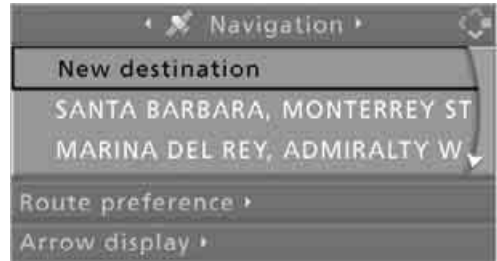 Navigation
New destination
SANTA BARBARA, MONTERREY ST
MARINA DEL REY, ADMIRALTY W
Route preference
Arrow display